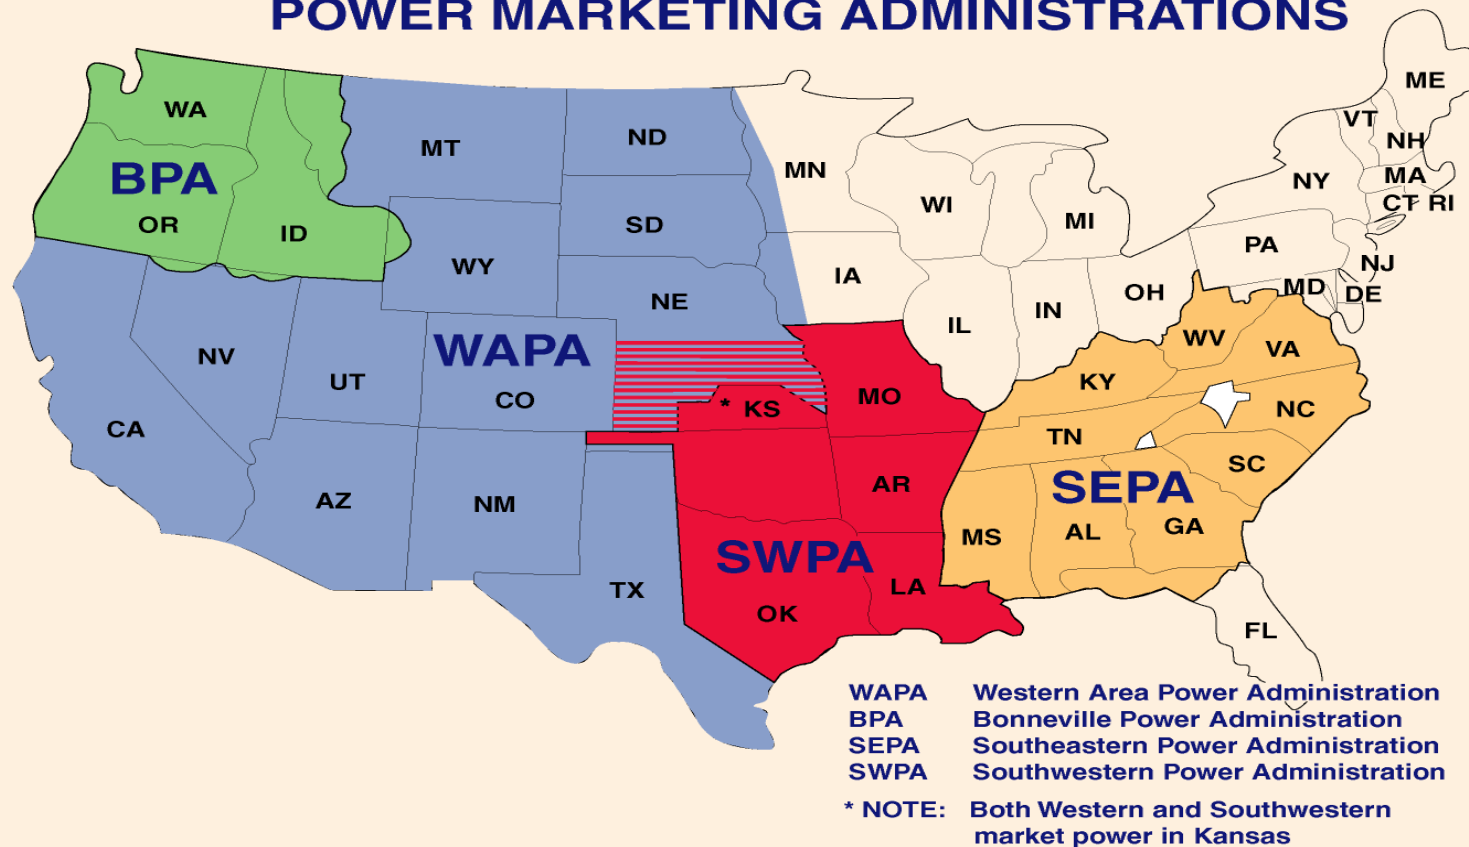 POWER MARKETING ADMINISTRATIONS
ME
WA
VT
MT
ND
NH
MN
BPA
MA
NY
WI
CT RI
OR
ID
SD
MI
PA
WY
IA
NJ
OH
MD
DE
NE
IN
IL
WV
WAPA
VA
NV
UT
KY
CO
MO
* KS
NC
CA
TN
SC
AR
SEPA
AZ
NM
GA
AL
MS
SWPA
TX
LA
OK
FL
WAPA Western Area Power Administration
BPA Bonneville Power Administration
SEPA Southeastern Power Administration
SWPA Southwestern Power Administration
* NOTE: Both Western and Southwestern
market power in Kansas